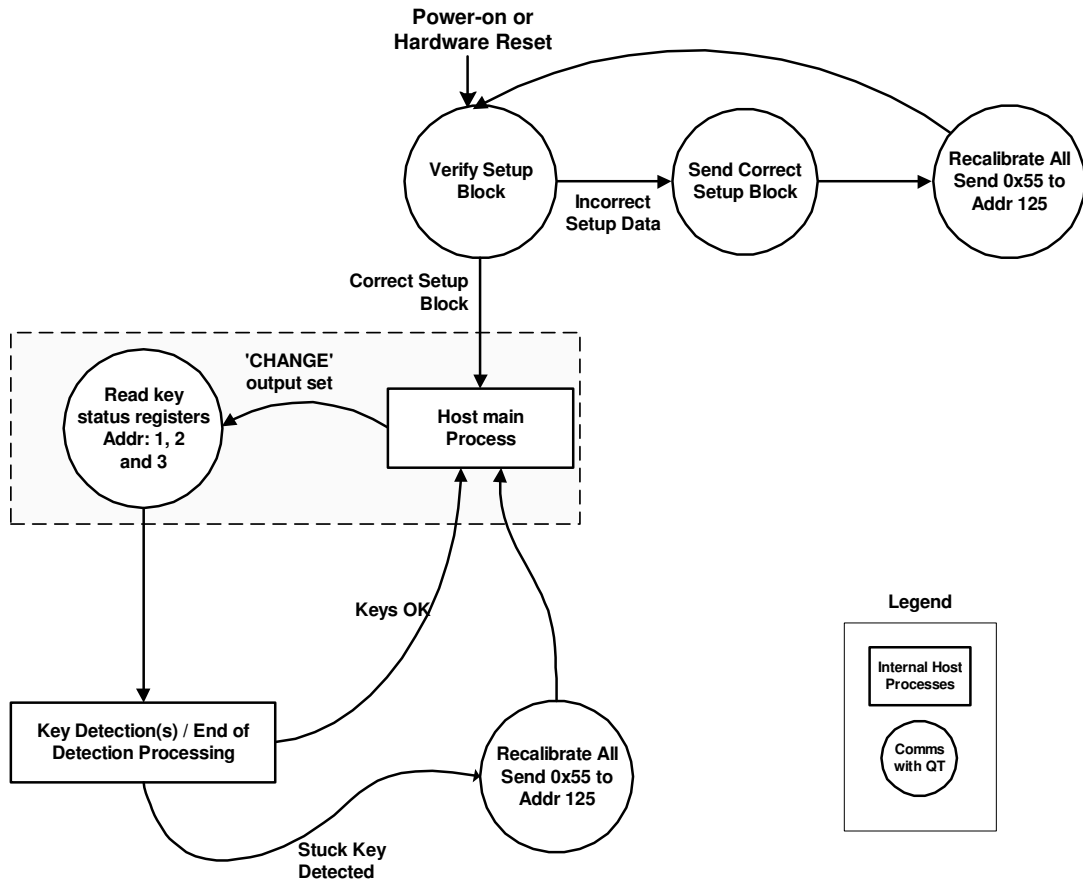 Power-on or
Hardware Reset
Verify Setup
Block
Incorrect
Setup Data
Send Correct
Setup Block
Recalibrate All
Send 0x55 to
Addr 125
Correct Setup
Block
'CHANGE'
output set
Read key
status registers
Addr: 1, 2
and 3
Host main
Process
Keys OK
Key Detection(s) / End of
Detection Processing
Stuck Key
Detected
Recalibrate All
Send 0x55 to
Addr 125
Legend
Internal Host
Processes
Comms
with QT